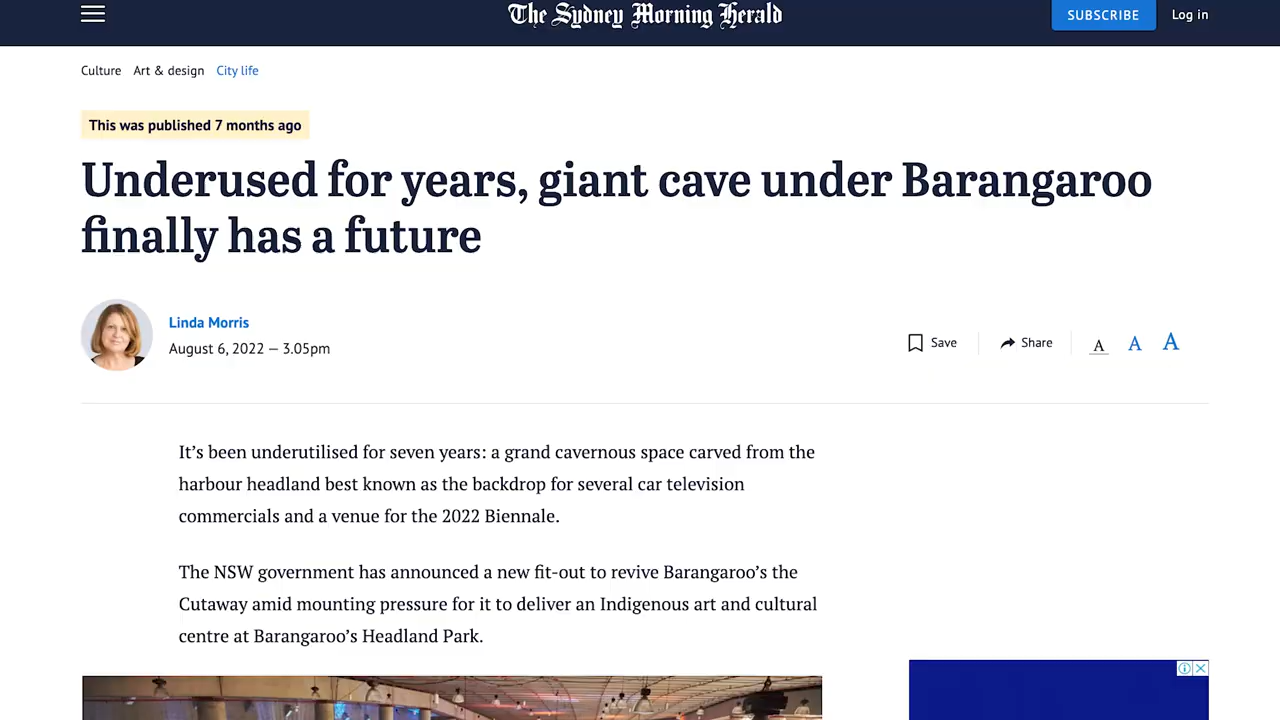 The Sydney Morning Herald
SUBSCRIBE
Log in
Culture Art & design City life
This was published 7 months ago
Underused for years, giant cave under Barangaroo
finally has a future
Linda Morris
August 6, 2022 — 3.05pm
Save
Share
A A A
It’s been underutilised for seven years: a grand cavernous space carved from the
harbour headland best known as the backdrop for several car television
commercials and a venue for the 2022 Biennale.
The NSW government has announced a new fit-out to revive Barangaroo’s the
Cutaway amid mounting pressure for it to deliver an Indigenous art and cultural
centre at Barangaroo’s Headland Park.